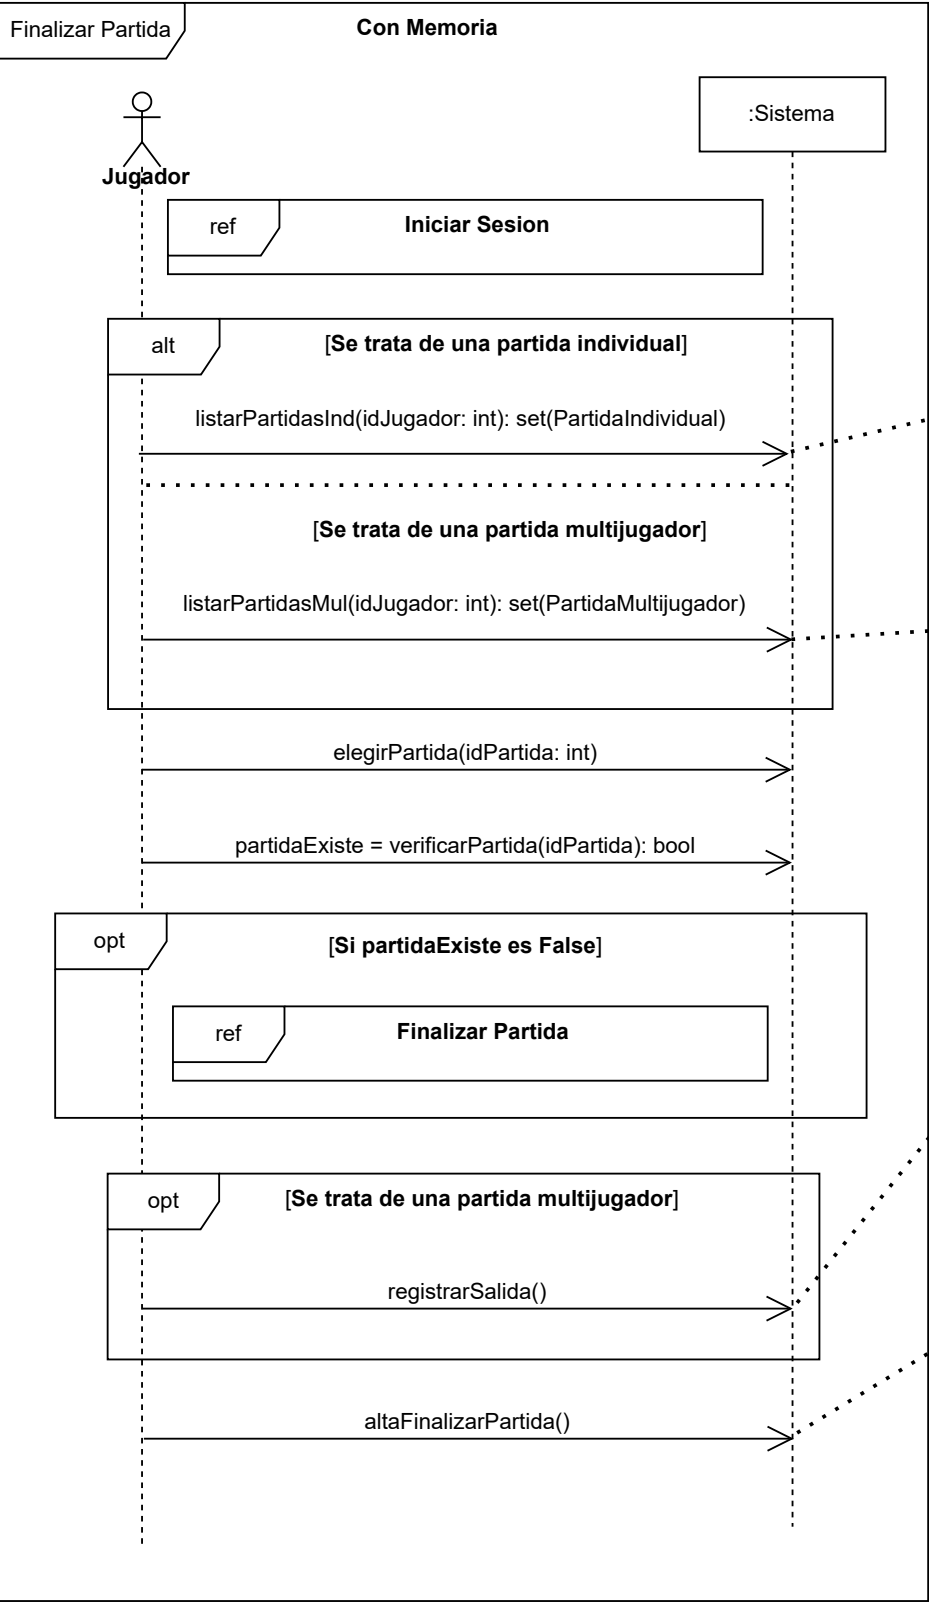 Finalizar Partida
Con Memoria
:Sistema
Jugador
ref
Iniciar Sesion
alt
[Se trata de una partida individual]
listarPartidasInd(idJugador: int): set(PartidaIndividual)
[Se trata de una partida multijugador]
listarPartidasMul(idJugador: int): set(PartidaMultijugador)
elegirPartida(idPartida: int)
partidaExiste = verificarPartida(idPartida): bool
opt
[Si partidaExiste es False]
ref
Finalizar Partida
opt
[Se trata de una partida multijugador]
registrarSalida()
altaFinalizarPartida()